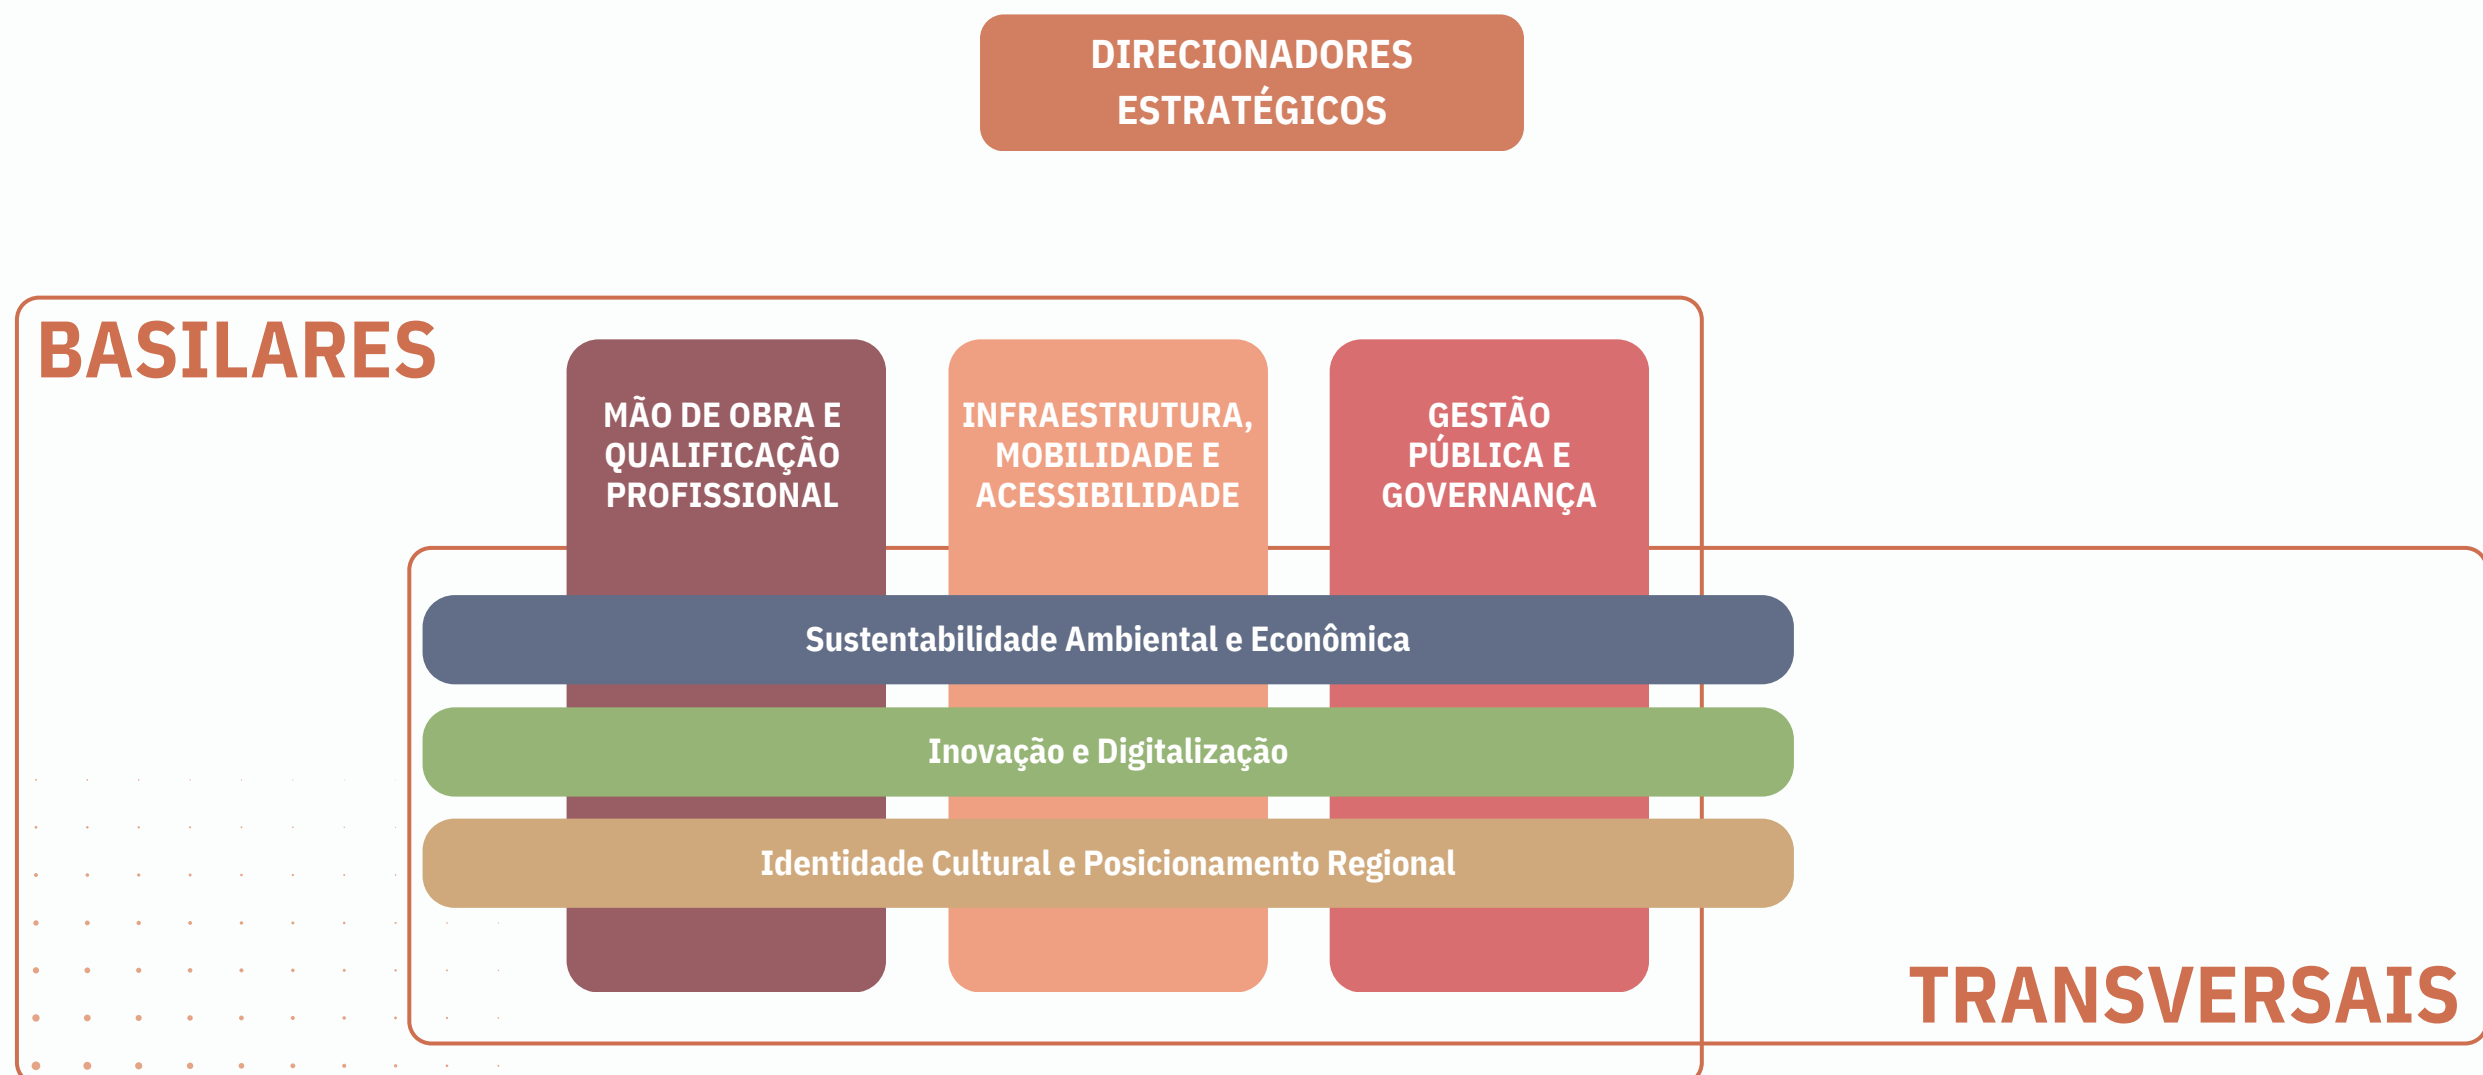 DIRECIONADORES
ESTRATÉGICOS
BASILARES
MÃO DE OBRA E
QUALIFICAÇÃO
PROFISSIONAL
INFRAESTRUTURA,
MOBILIDADE E
ACESSIBILIDADE
GESTÃO
PÚBLICA E
GOVERNANÇA
Sustentabilidade Ambiental e Econômica
Inovação e Digitalização
Identidade Cultural e Posicionamento Regional
TRANSVERSAIS